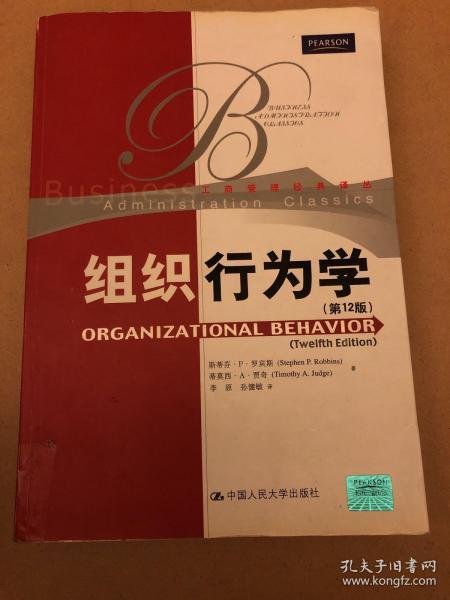 PEARSON
B
BUSINESS
ADMINISTRATION
CLASSICS
Business 工商管理经典译丛
Administration Classics
组织行为学
(第12版)
ORGANIZATIONAL BEHAVIOR
(Twelfth Edition)
斯蒂芬·P·罗宾斯 (Stephen P. Robbins)
蒂莫西·A·贾奇 (Timothy A. Judge) 著
李原 孙健敏 译
中国人民大学出版社
PEARSON
孔夫子旧书网
www.kongfz.com